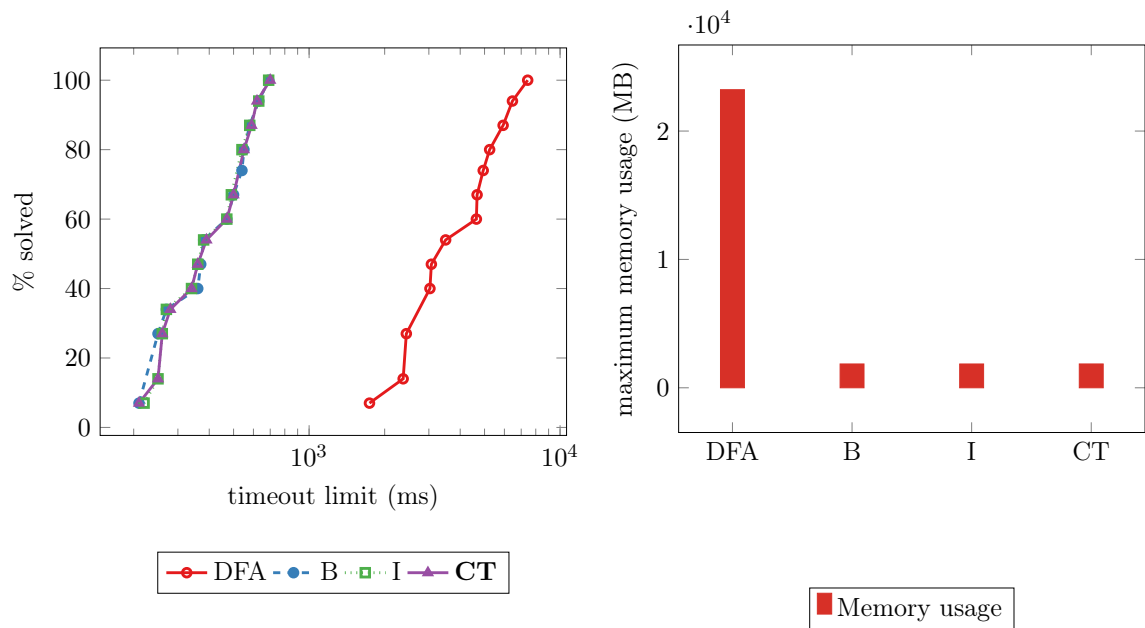 100
80
60
40
20
0
% solved
10^3
10^4
timeout limit (ms)
DFA B I CT
·10^4
2
1
0
maximum memory usage (MB)
DFA B I CT
Memory usage